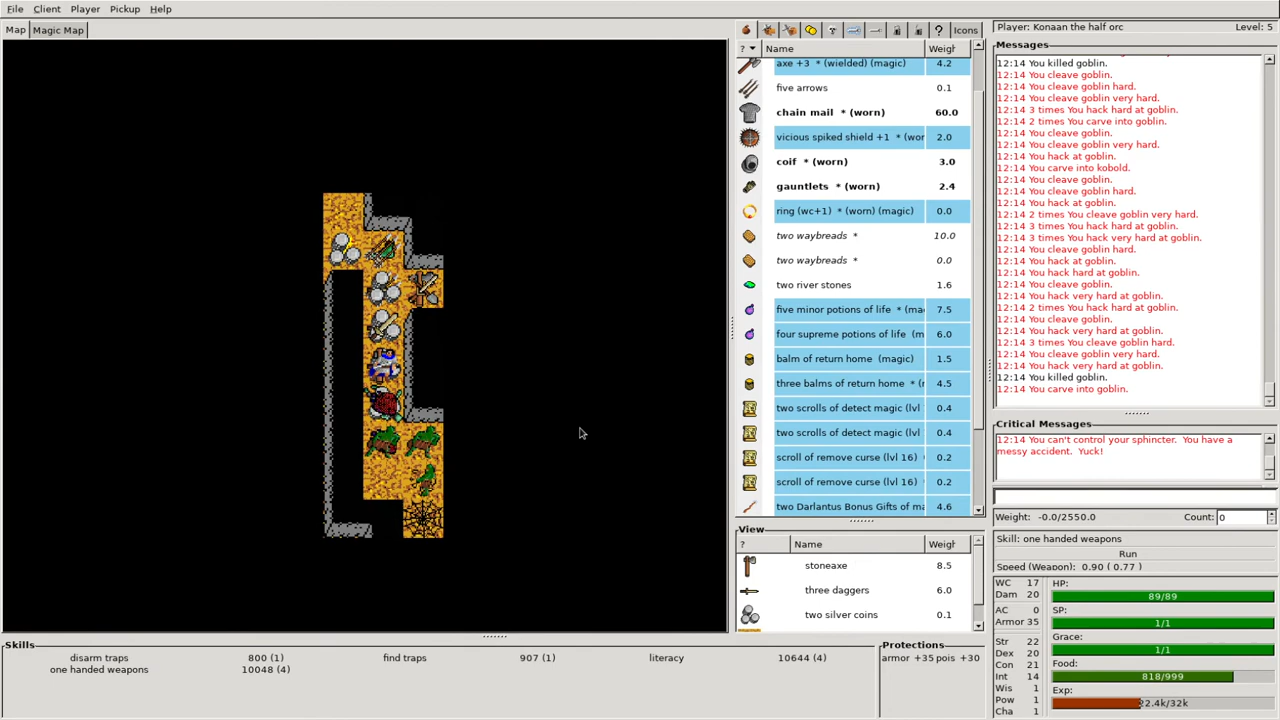 File Client Player Pickup Help
Map Magic Map
? Icons
? Name Weigh
axe +3 * (wielded) (magic) 4.2
five arrows 0.1
chain mail * (worn) 60.0
vicious spiked shield +1 * (wor 2.0
coif * (worn) 3.0
gauntlets * (worn) 2.4
ring (wc+1) * (worn) (magic) 0.0
two waybreads * 10.0
two waybreads * 0.0
two river stones 1.6
five minor potions of life * (ma 7.5
four supreme potions of life (m 6.0
balm of return home (magic) 1.5
three balms of return home * (r 4.5
two scrolls of detect magic (lvl 0.4
two scrolls of detect magic (lvl 0.4
scroll of remove curse (lvl 16) 0.2
scroll of remove curse (lvl 16) 0.2
two Darlantus Bonus Gifts of ma 4.6
View
? Name Weigh
stoneaxe 8.5
three daggers 6.0
two silver coins 0.1
Player: Konaan the half orc Level: 5
Messages
12:14 You killed goblin.
12:14 You cleave goblin.
12:14 You cleave goblin hard.
12:14 You cleave goblin very hard.
12:14 3 times You hack hard at goblin.
12:14 2 times You carve into goblin.
12:14 You cleave goblin.
12:14 You cleave goblin very hard.
12:14 You hack at goblin.
12:14 You carve into kobold.
12:14 You cleave goblin.
12:14 You cleave goblin hard.
12:14 You hack at goblin.
12:14 2 times You cleave goblin very hard.
12:14 3 times You hack hard at goblin.
12:14 3 times You hack very hard at goblin.
12:14 You cleave goblin hard.
12:14 You hack at goblin.
12:14 You hack hard at goblin.
12:14 You cleave goblin.
12:14 You hack very hard at goblin.
12:14 2 times You hack hard at goblin.
12:14 You cleave goblin.
12:14 You hack very hard at goblin.
12:14 3 times You cleave goblin hard.
12:14 You cleave goblin very hard.
12:14 You hack very hard at goblin.
12:14 You killed goblin.
12:14 You carve into goblin.
Critical Messages
12:14 You can't control your sphincter. You have a
messy accident. Yuck!
Weight: -0.0/2550.0 Count: 0
Skill: one handed weapons
Run
Speed (Weapon): 0.90 ( 0.77 )
WC 17 HP:
Dam 20 89/89
AC 0 SP:
Armor 35 1/1
Str 22 Grace:
Dex 20 1/1
Con 21 Food:
Int 14 818/999
Wis 1 Exp:
Pow 1 22.4k/32k
Cha 1
Skills
disarm traps 800 (1) find traps 907 (1) literacy 10644 (4)
one handed weapons 10048 (4)
Protections
armor +35 pois +30